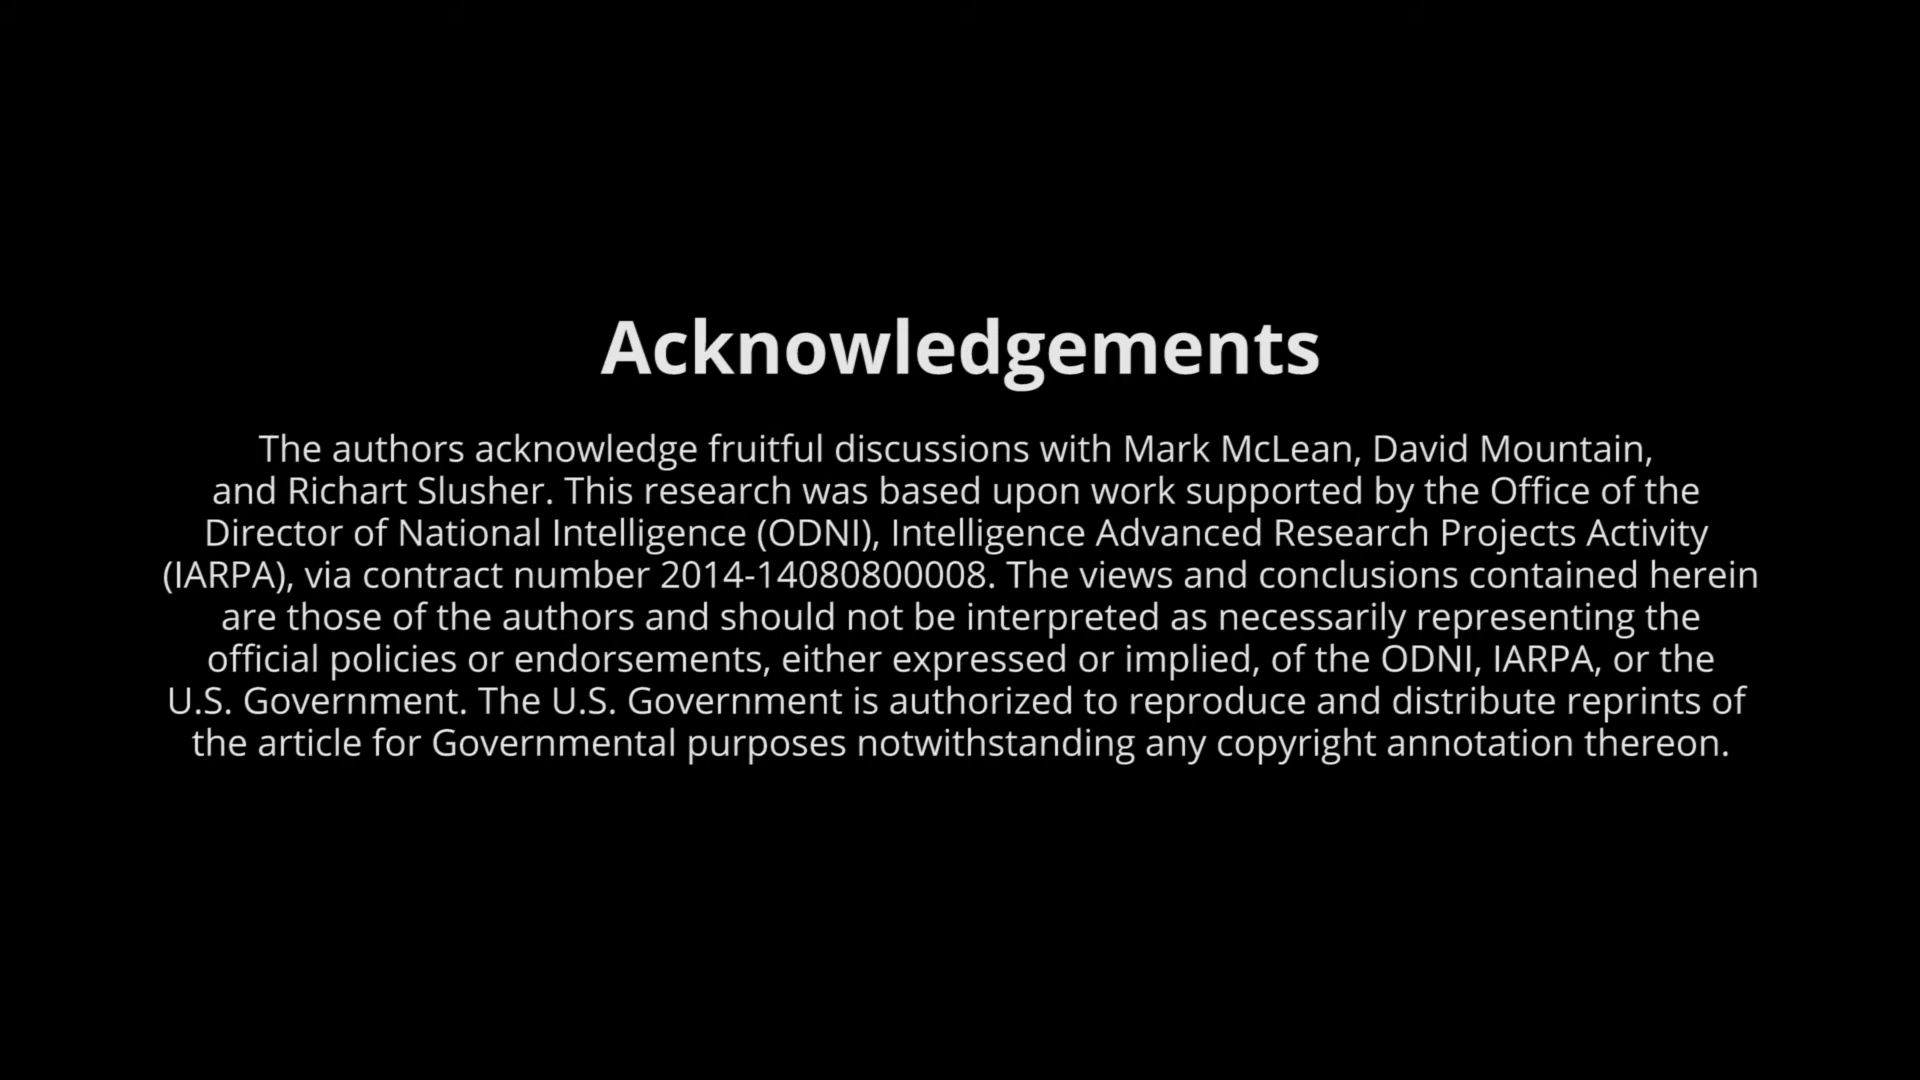 Acknowledgements
The authors acknowledge fruitful discussions with Mark McLean, David Mountain,
and Richart Slusher. This research was based upon work supported by the Office of the
Director of National Intelligence (ODNI), Intelligence Advanced Research Projects Activity
(IARPA), via contract number 2014-14080800008. The views and conclusions contained herein
are those of the authors and should not be interpreted as necessarily representing the
official policies or endorsements, either expressed or implied, of the ODNI, IARPA, or the
U.S. Government. The U.S. Government is authorized to reproduce and distribute reprints of
the article for Governmental purposes notwithstanding any copyright annotation thereon.